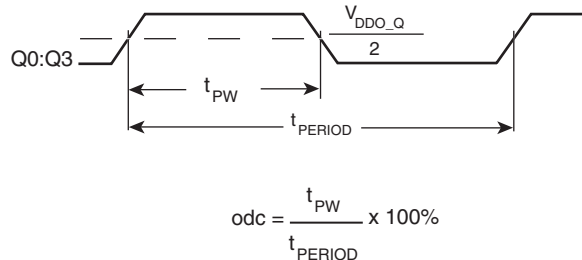 V_DDO_Q
2
Q0:Q3
t_PW
t_PERIOD
odc = t_PW / t_PERIOD x 100%